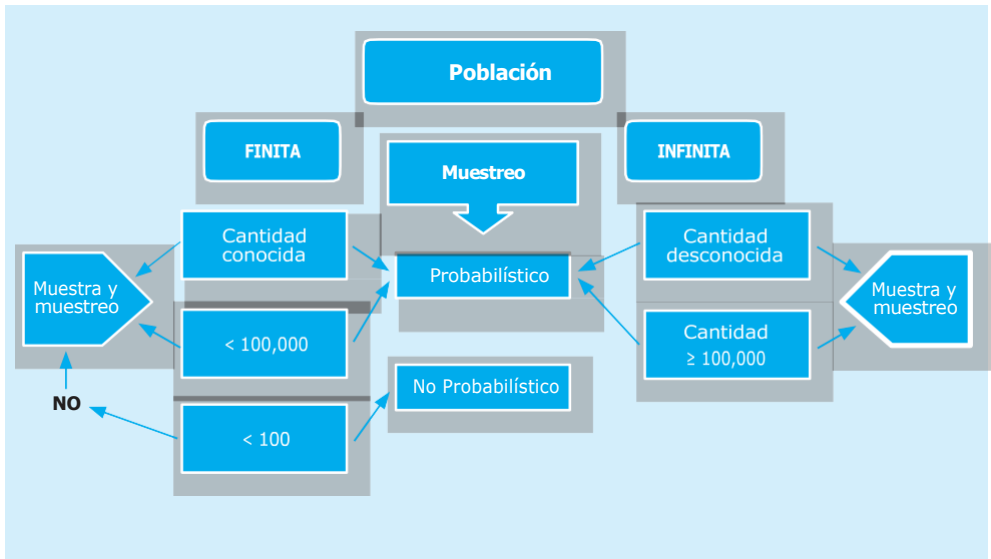 Población
FINITA
Muestreo
INFINITA
Cantidad
conocida
Cantidad
desconocida
Probabilístico
Muestra y
muestreo
Muestra y
muestreo
< 100,000
Cantidad
≥ 100,000
No Probabilístico
NO
< 100